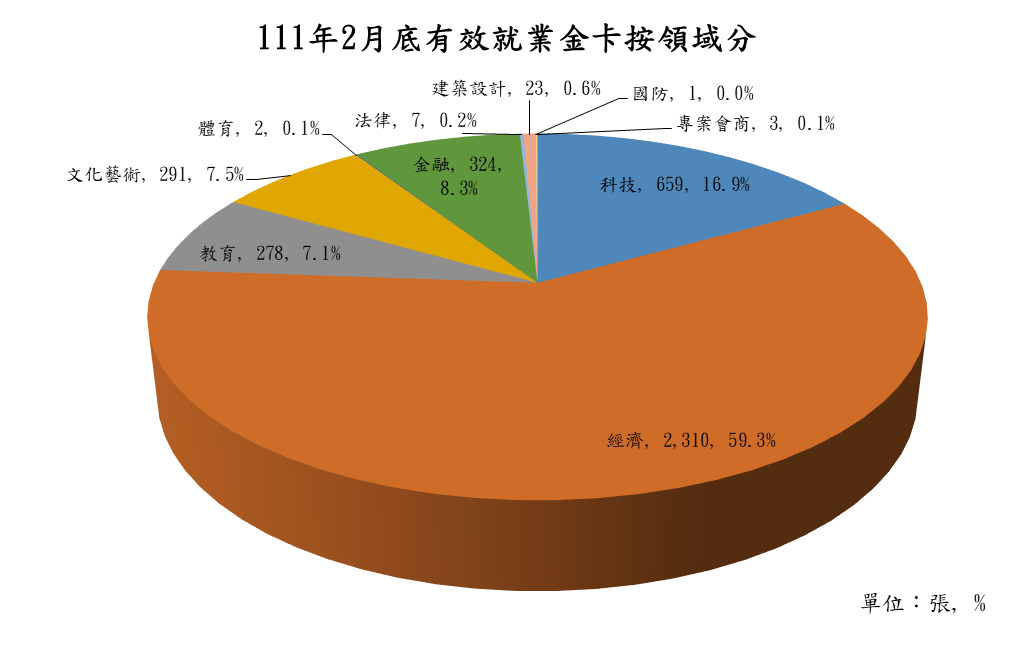 111年2月底有效就業金卡按領域分
建築設計, 23, 0.6%
國防, 1, 0.0%
法律, 7, 0.2%
專案會商, 3, 0.1%
體育, 2, 0.1%
金融, 324,
8.3%
文化藝術, 291, 7.5%
科技, 659, 16.9%
教育, 278, 7.1%
經濟, 2,310, 59.3%
單位：張, %